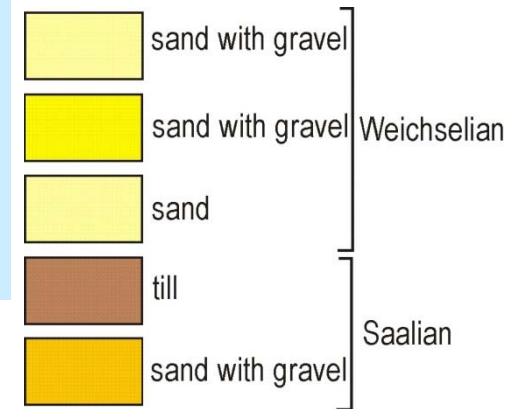 sand with gravel
sand with gravel
Weichselian
sand
till
Saalian
sand with gravel